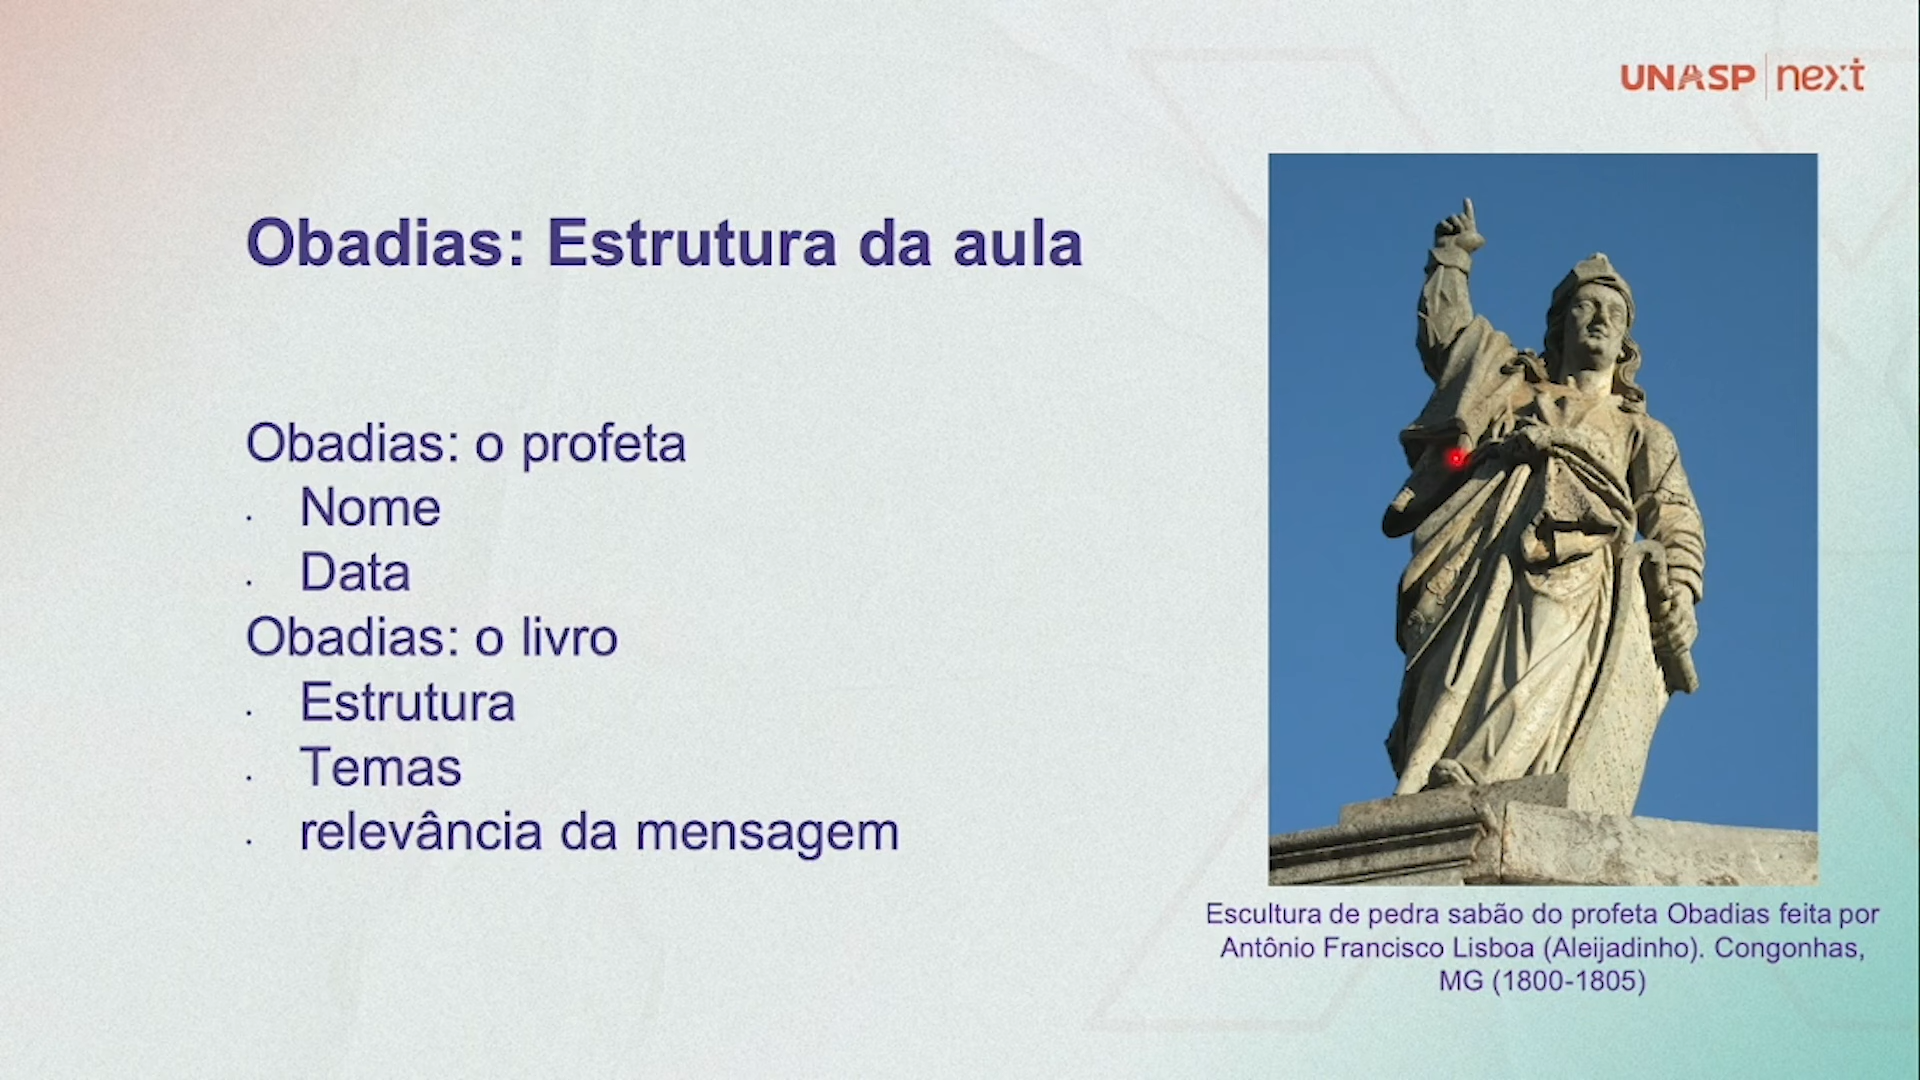 UNASP next
Obadias: Estrutura da aula
Obadias: o profeta
· Nome
· Data
Obadias: o livro
· Estrutura
· Temas
· relevância da mensagem
Escultura de pedra sabão do profeta Obadias feita por
Antônio Francisco Lisboa (Aleijadinho). Congonhas,
MG (1800-1805)